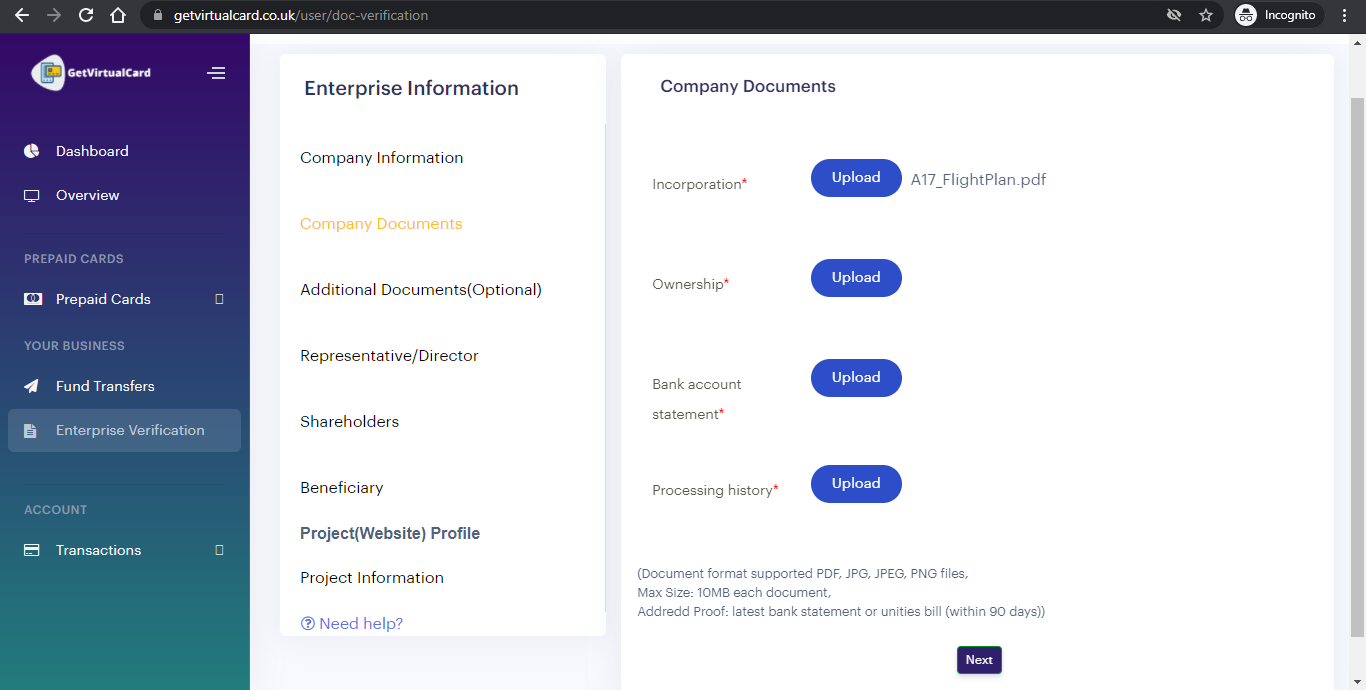 getvirtualcard.co.uk/user/doc-verification
Incognito
GetVirtualCard
Dashboard
Overview
PREPAID CARDS
Prepaid Cards
YOUR BUSINESS
Fund Transfers
Enterprise Verification
ACCOUNT
Transactions
Enterprise Information
Company Information
Company Documents
Additional Documents(Optional)
Representative/Director
Shareholders
Beneficiary
Project(Website) Profile
Project Information
Need help?
Company Documents
Incorporation*
Upload
A17_FlightPlan.pdf
Ownership*
Upload
Bank account
statement*
Upload
Processing history*
Upload
(Document format supported PDF, JPG, JPEG, PNG files,
Max Size: 10MB each document,
Addredd Proof: latest bank statement or unities bill (within 90 days))
Next